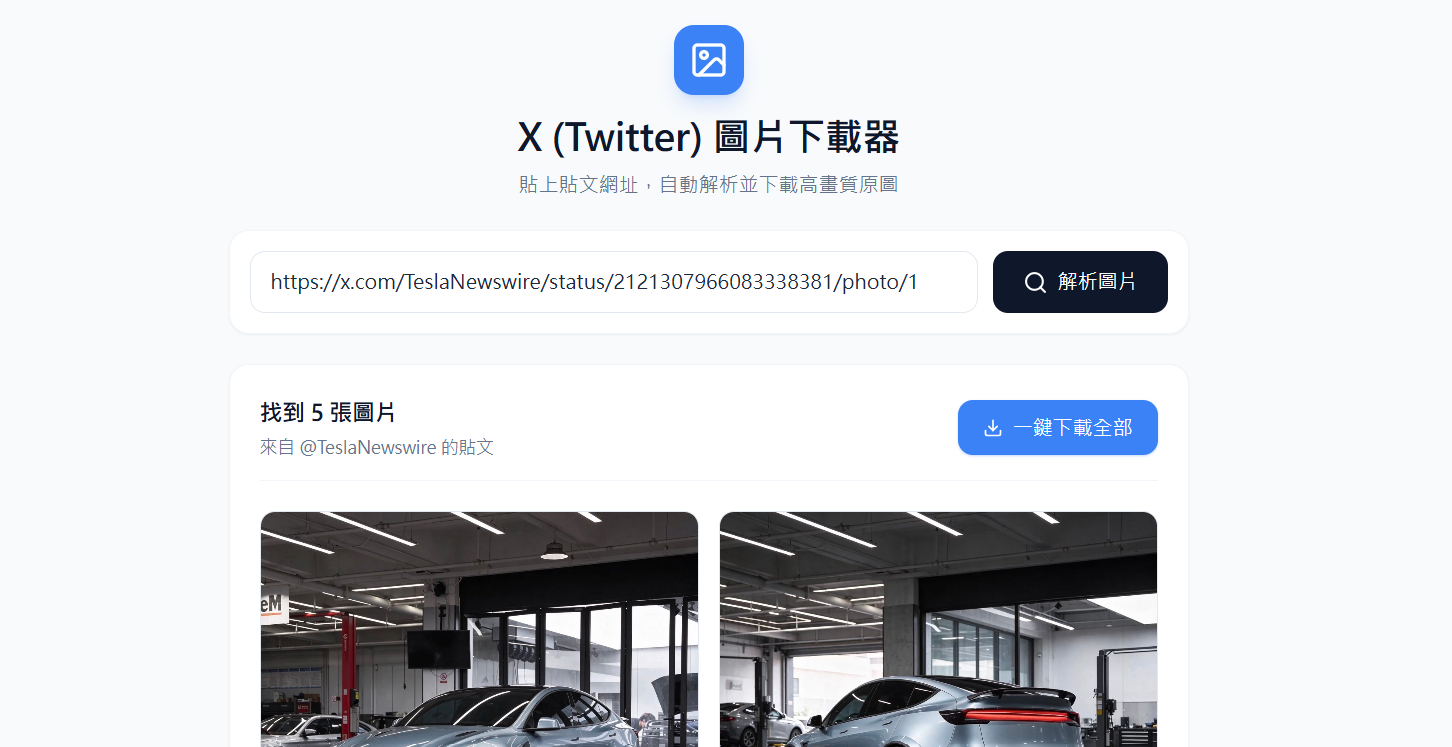 X (Twitter) 圖片下載器
貼上貼文網址，自動解析並下載高畫質原圖
https://x.com/TeslaNewswire/status/2121307966083338381/photo/1
解析圖片
找到 5 張圖片
來自 @TeslaNewswire 的貼文
一鍵下載全部
eM